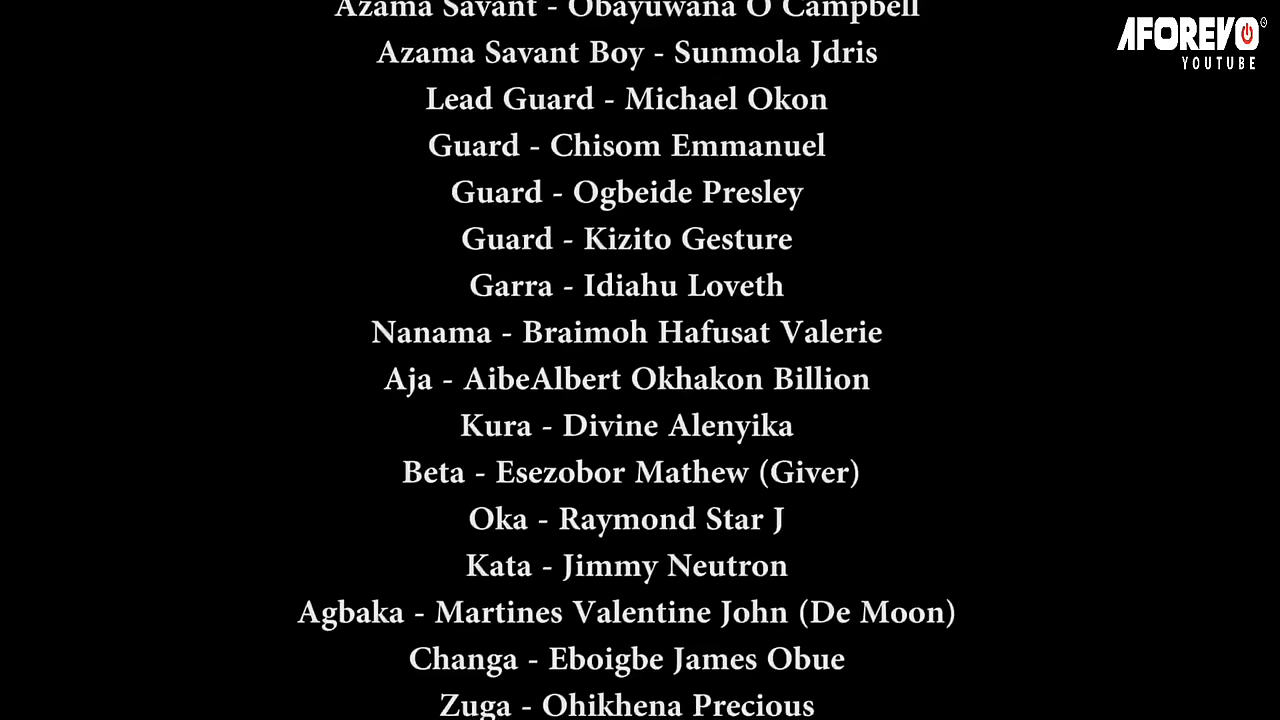 Azama Savant - Obayuwana O Campbell
Azama Savant Boy - Sunmola Jdris
Lead Guard - Michael Okon
Guard - Chisom Emmanuel
Guard - Ogbeide Presley
Guard - Kizito Gesture
Garra - Idiahu Loveth
Nanama - Braimoh Hafusat Valerie
Aja - AibeAlbert Okhakon Billion
Kura - Divine Alenyika
Beta - Esezobor Mathew (Giver)
Oka - Raymond Star J
Kata - Jimmy Neutron
Agbaka - Martines Valentine John (De Moon)
Changa - Eboigbe James Obue
Zuga - Ohikhena Precious
AFOREVO
YOUTUBE